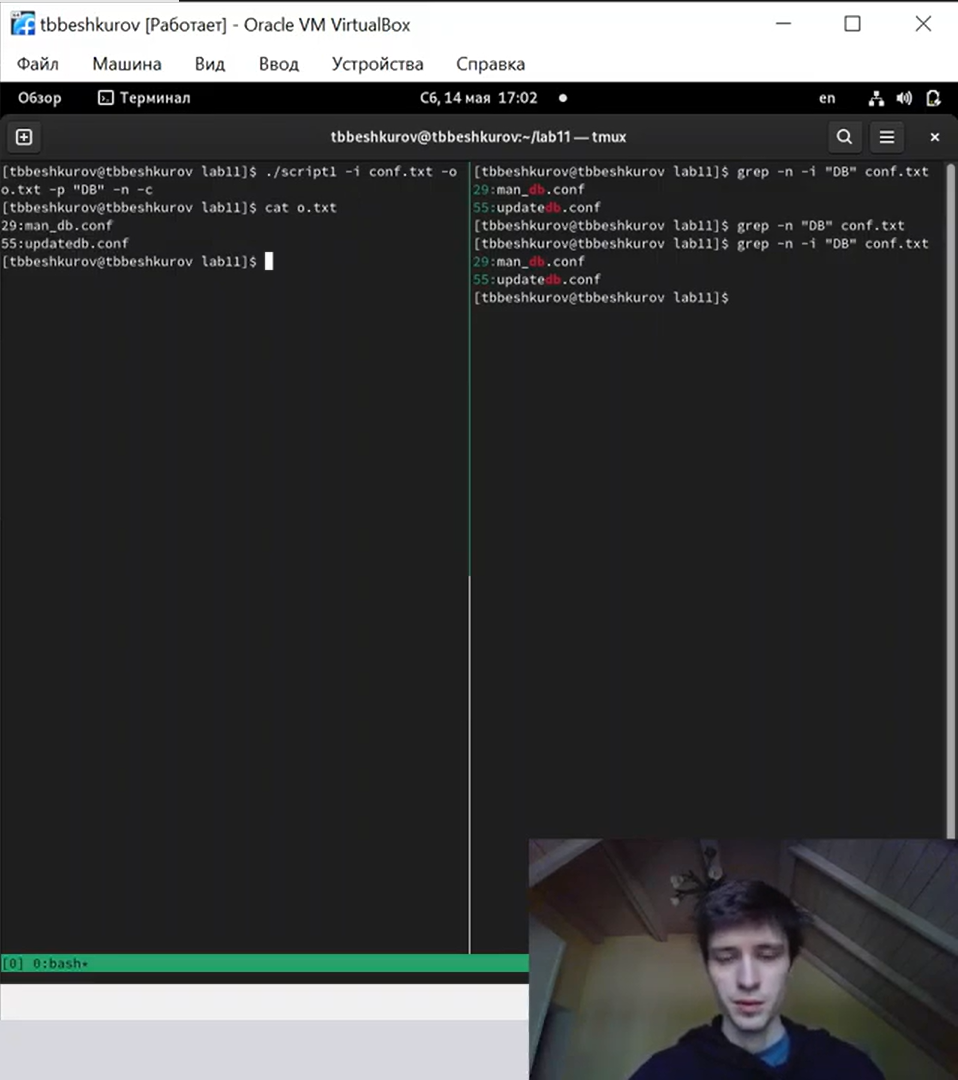 tbbeshkurov [Работает] - Oracle VM VirtualBox
Файл Машина Вид Ввод Устройства Справка
Обзор Терминал Сб, 14 мая 17:02 en
tbbeshkurov@tbbeshkurov:~/lab11 — tmux
[tbbeshkurov@tbbeshkurov lab11]$ ./script1 -i conf.txt -o
o.txt -p "DB" -n -c
[tbbeshkurov@tbbeshkurov lab11]$ cat o.txt
29:man_db.conf
55:updatedb.conf
[tbbeshkurov@tbbeshkurov lab11]$
[tbbeshkurov@tbbeshkurov lab11]$ grep -n -i "DB" conf.txt
29:man_db.conf
55:updatedb.conf
[tbbeshkurov@tbbeshkurov lab11]$ grep -n "DB" conf.txt
[tbbeshkurov@tbbeshkurov lab11]$ grep -n -i "DB" conf.txt
29:man_db.conf
55:updatedb.conf
[tbbeshkurov@tbbeshkurov lab11]$
[0] 0:bash*